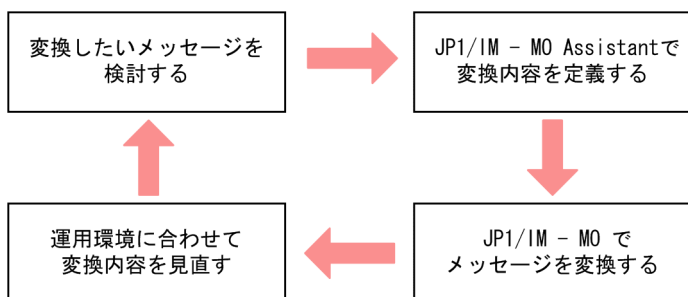 変換したいメッセージを
検討する
JP1/IM - MO Assistantで
変換内容を定義する
JP1/IM - MO で
メッセージを変換する
運用環境に合わせて
変換内容を見直す